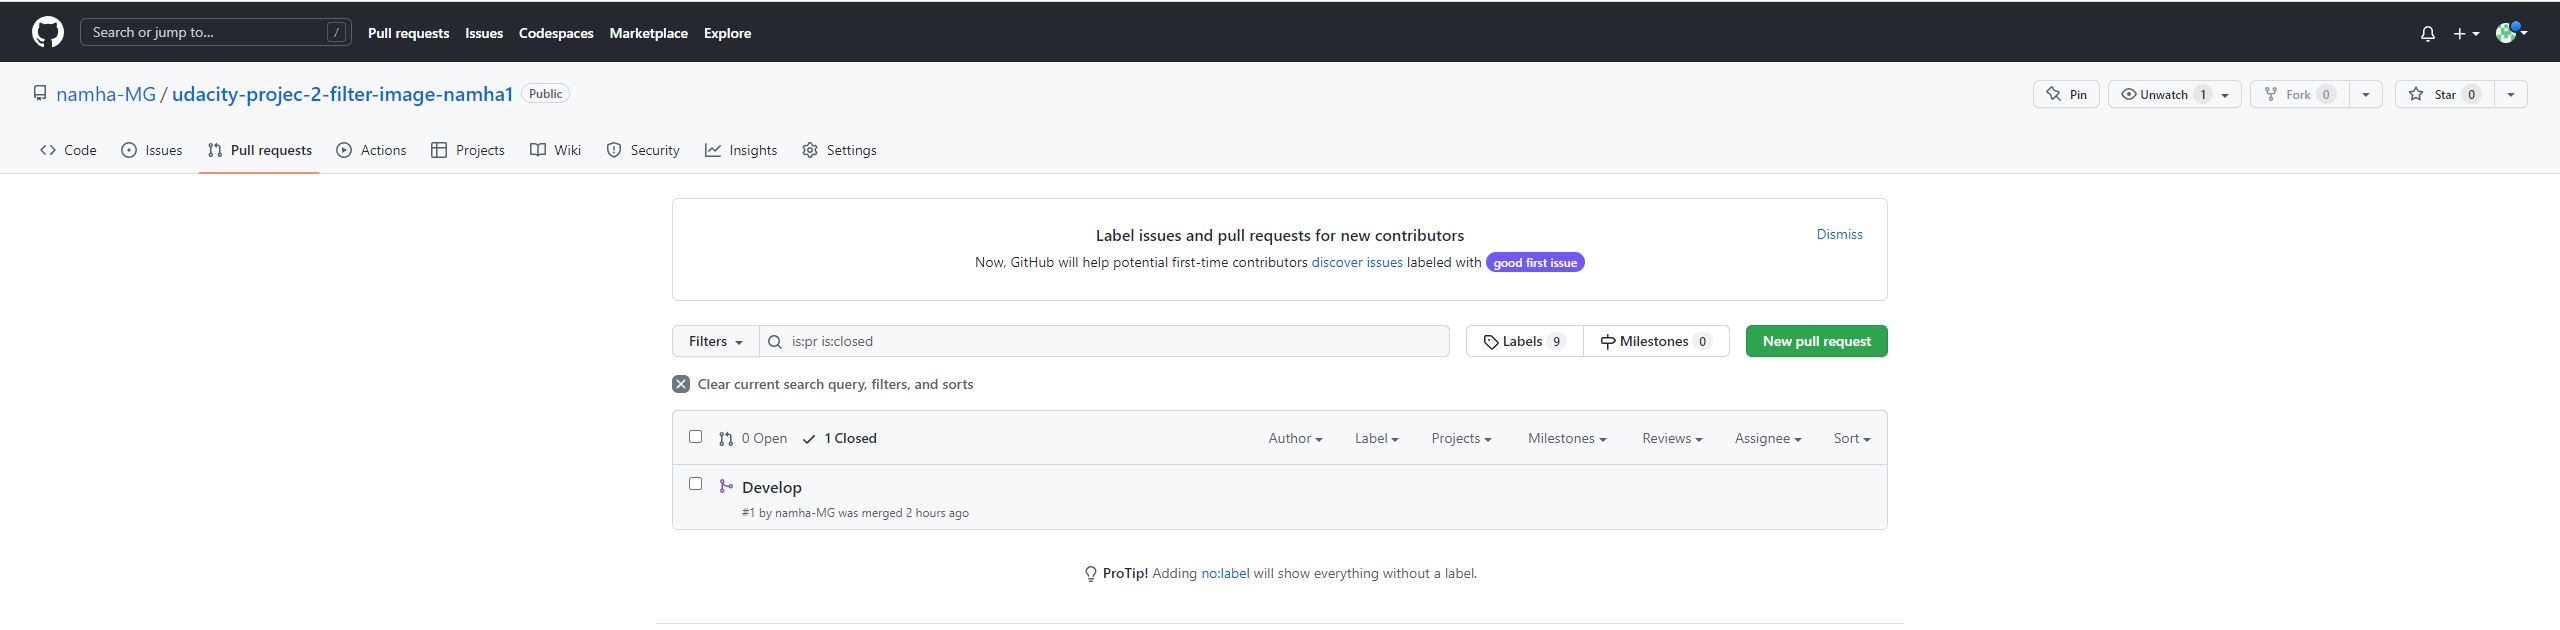 Search or jump to... / Pull requests Issues Codespaces Marketplace Explore
namha-MG / udacity-projec-2-filter-image-namha1 Public Pin Unwatch 1 Fork 0 Star 0
Code Issues Pull requests Actions Projects Wiki Security Insights Settings
Label issues and pull requests for new contributors Dismiss
Now, GitHub will help potential first-time contributors discover issues labeled with good first issue
Filters is:pr is:closed Labels 9 Milestones 0 New pull request
Clear current search query, filters, and sorts
0 Open 1 Closed Author Label Projects Milestones Reviews Assignee Sort
Develop
#1 by namha-MG was merged 2 hours ago
ProTip! Adding no:label will show everything without a label.